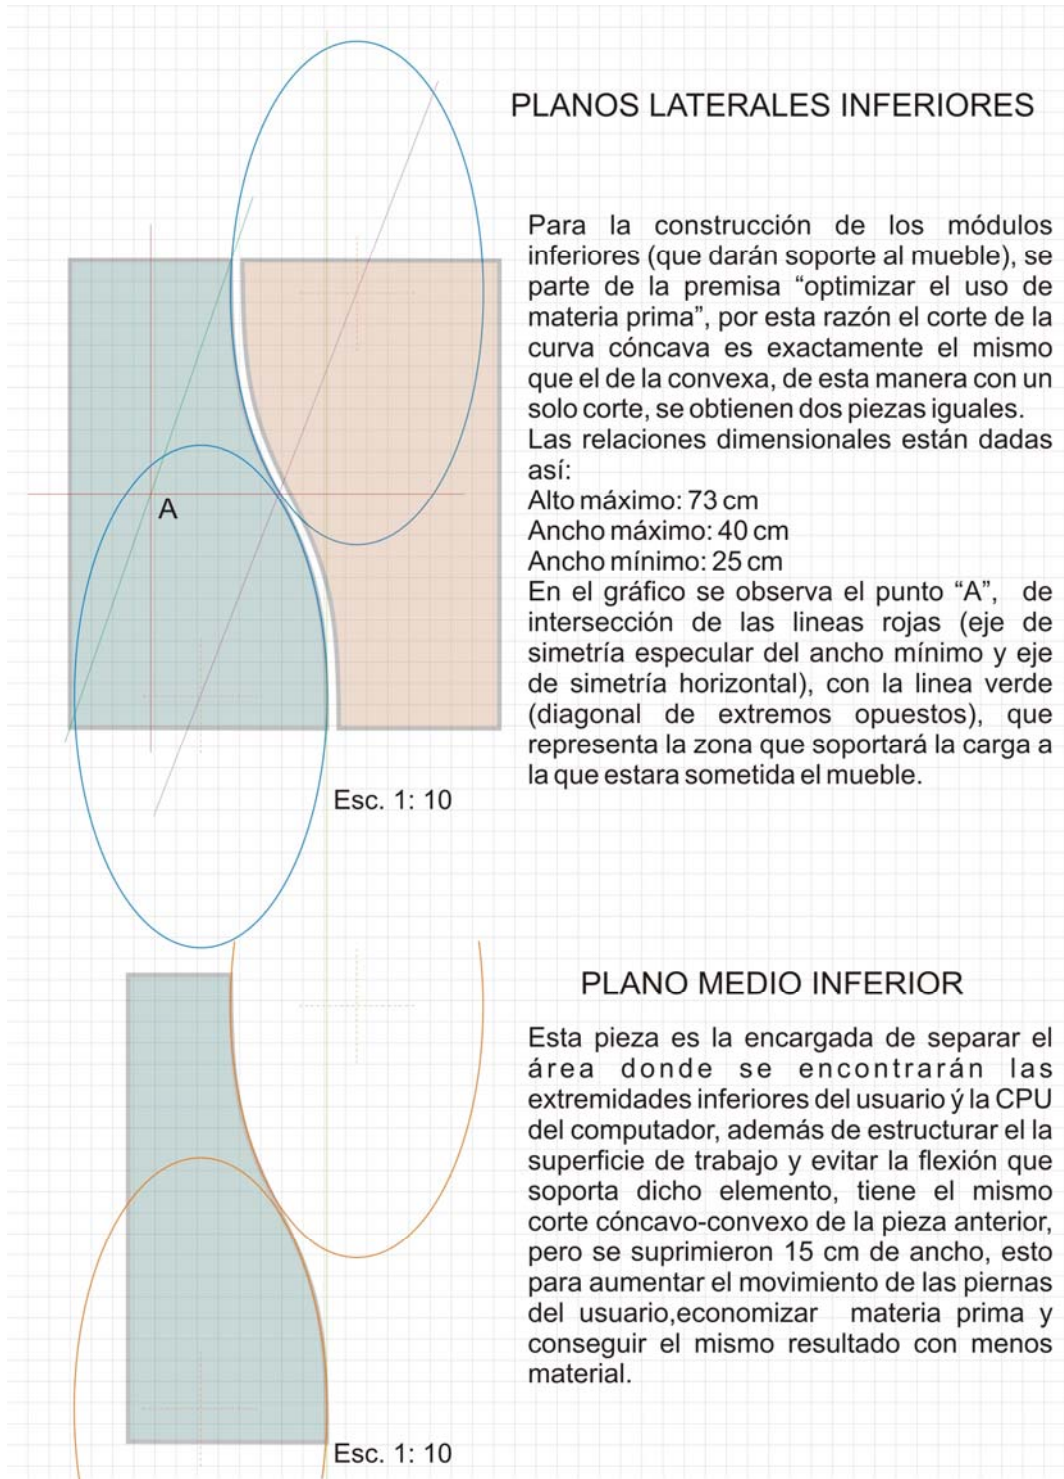 PLANOS LATERALES INFERIORES
Para la construcción de los módulos
inferiores (que darán soporte al mueble), se
parte de la premisa “optimizar el uso de
materia prima”, por esta razón el corte de la
curva cóncava es exactamente el mismo
que el de la convexa, de esta manera con un
solo corte, se obtienen dos piezas iguales.
Las relaciones dimensionales están dadas
así:
Alto máximo: 73 cm
Ancho máximo: 40 cm
Ancho mínimo: 25 cm
En el gráfico se observa el punto “A”, de
intersección de las lineas rojas (eje de
simetría especular del ancho mínimo y eje
de simetría horizontal), con la linea verde
(diagonal de extremos opuestos), que
representa la zona que soportará la carga a
la que estara sometida el mueble.
A
Esc. 1: 10
PLANO MEDIO INFERIOR
Esta pieza es la encargada de separar el
área donde se encontrarán las
extremidades inferiores del usuario ý la CPU
del computador, además de estructurar el la
superficie de trabajo y evitar la flexión que
soporta dicho elemento, tiene el mismo
corte cóncavo-convexo de la pieza anterior,
pero se suprimieron 15 cm de ancho, esto
para aumentar el movimiento de las piernas
del usuario,economizar materia prima y
conseguir el mismo resultado con menos
material.
Esc. 1: 10